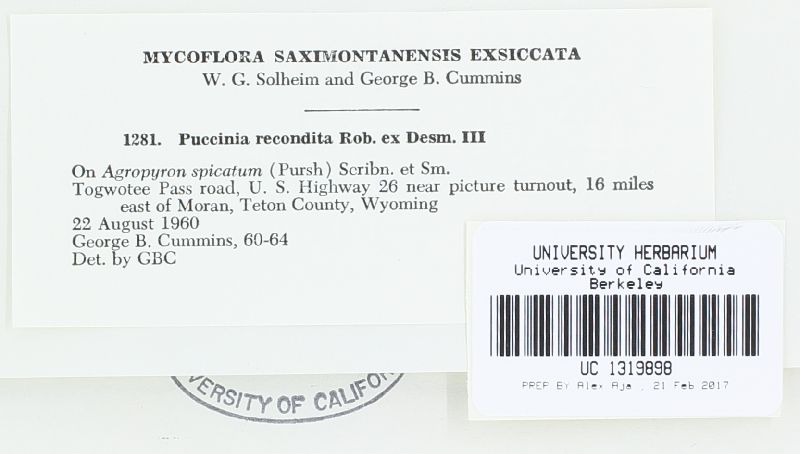 MYCOFLORA SAXIMONTANENSIS EXSICCATA
W. G. Solheim and George B. Cummins
1281. Puccinia recondita Rob. ex Desm. III
On Agropyron spicatum (Pursh) Scribn. et Sm.
Togwotee Pass road, U. S. Highway 26 near picture turnout, 16 miles
east of Moran, Teton County, Wyoming
22 August 1960
George B. Cummins, 60-64
Det. by GBC
UNIVERSITY HERBARIUM
University of California
Berkeley
UC 1319898
PREP BY Alex Aja , 21 Feb 2017
VERSITY OF CALIFO